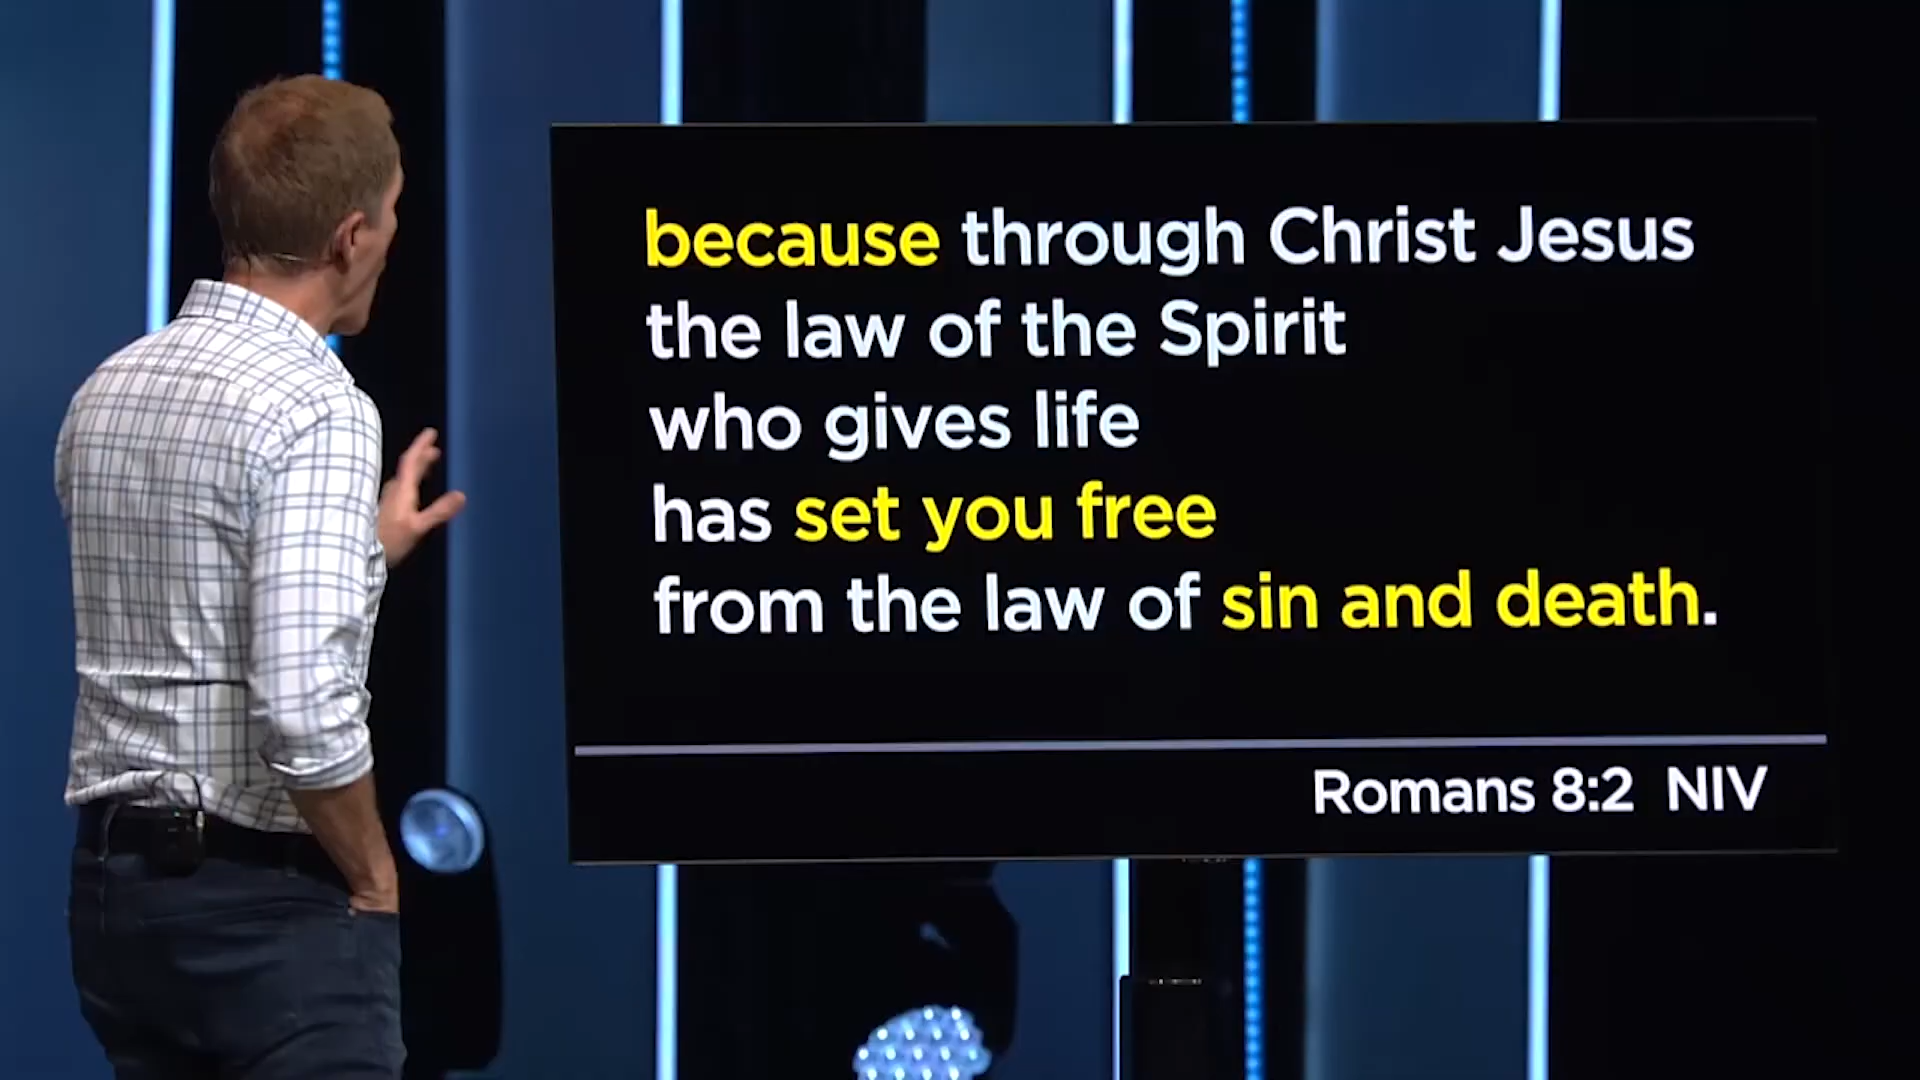 because through Christ Jesus
the law of the Spirit
who gives life
has set you free
from the law of sin and death.
Romans 8:2 NIV